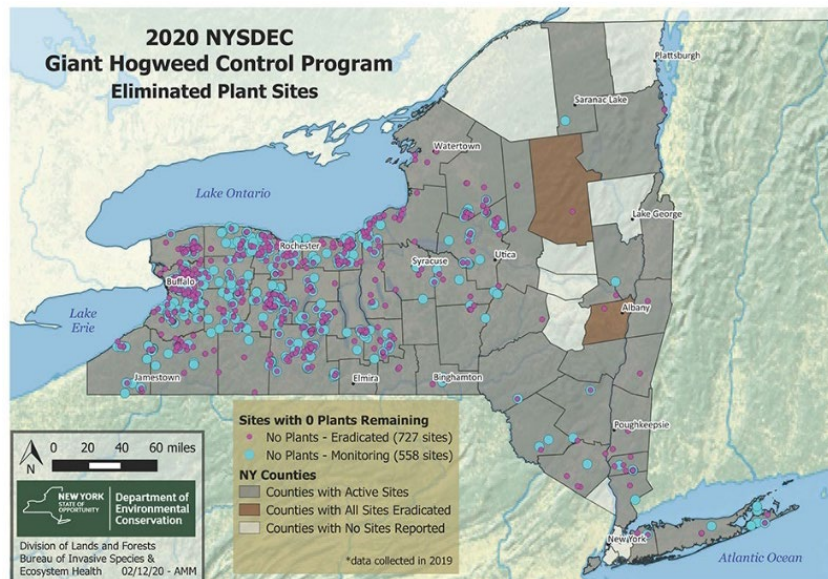 2020 NYSDEC
Giant Hogweed Control Program
Eliminated Plant Sites
Plattsburgh
Saranac Lake
Watertown
Lake Ontario
Lake George
Rochester
Syracuse
Utica
Buffalo
Albany
Lake
Erie
Jamestown
Elmira
Binghamton
Poughkeepsie
Sites with 0 Plants Remaining
No Plants - Eradicated (727 sites)
No Plants - Monitoring (558 sites)
NY Counties
Counties with Active Sites
Counties with All Sites Eradicated
Counties with No Sites Reported
*data collected in 2019
N
0 20 40 60 miles
NEW YORK
STATE OF
OPPORTUNITY
Department of
Environmental
Conservation
Division of Lands and Forests
Bureau of Invasive Species &
Ecosystem Health 02/12/20 - AMM
New York
Atlantic Ocean